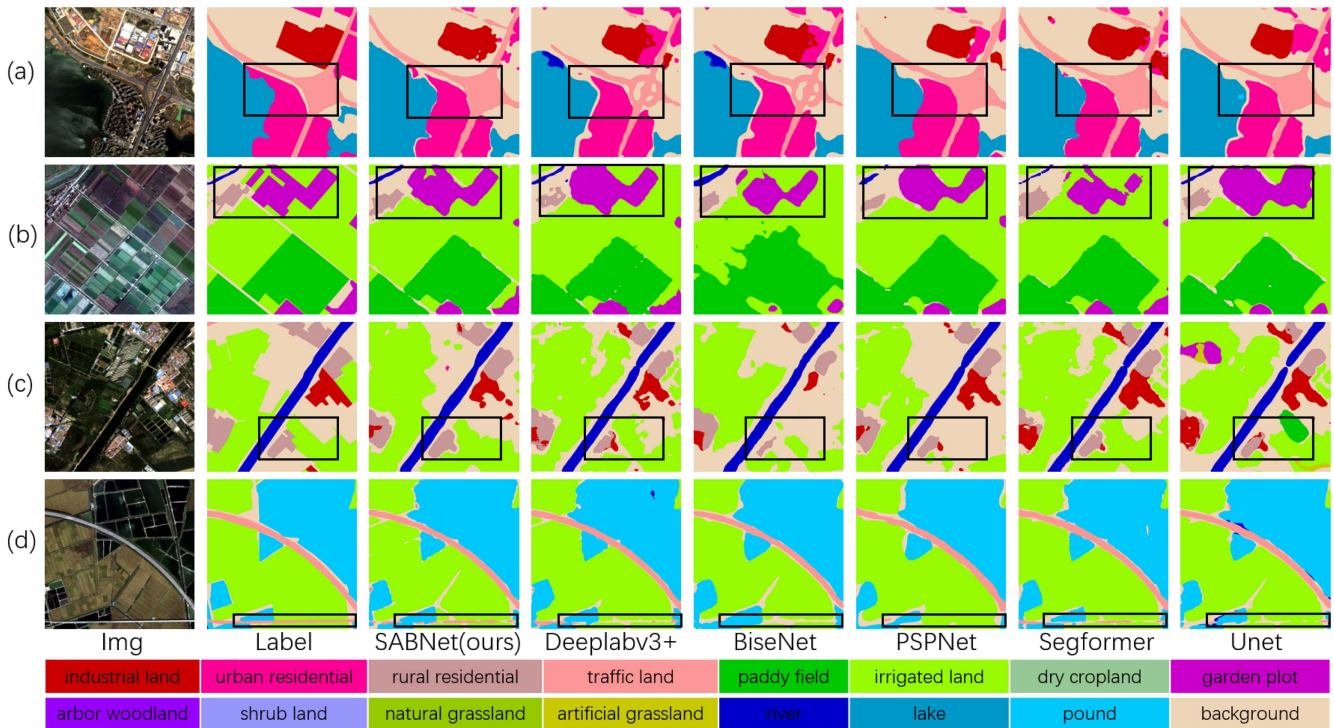 (a)
(b)
(c)
(d)
Img Label SABNet(ours) Deeplabv3+ BiseNet PSPNet Segformer Unet
industrial land urban residential rural residential traffic land paddy field irrigated land dry cropland garden plot
arbor woodland shrub land natural grassland artificial grassland river lake pound background